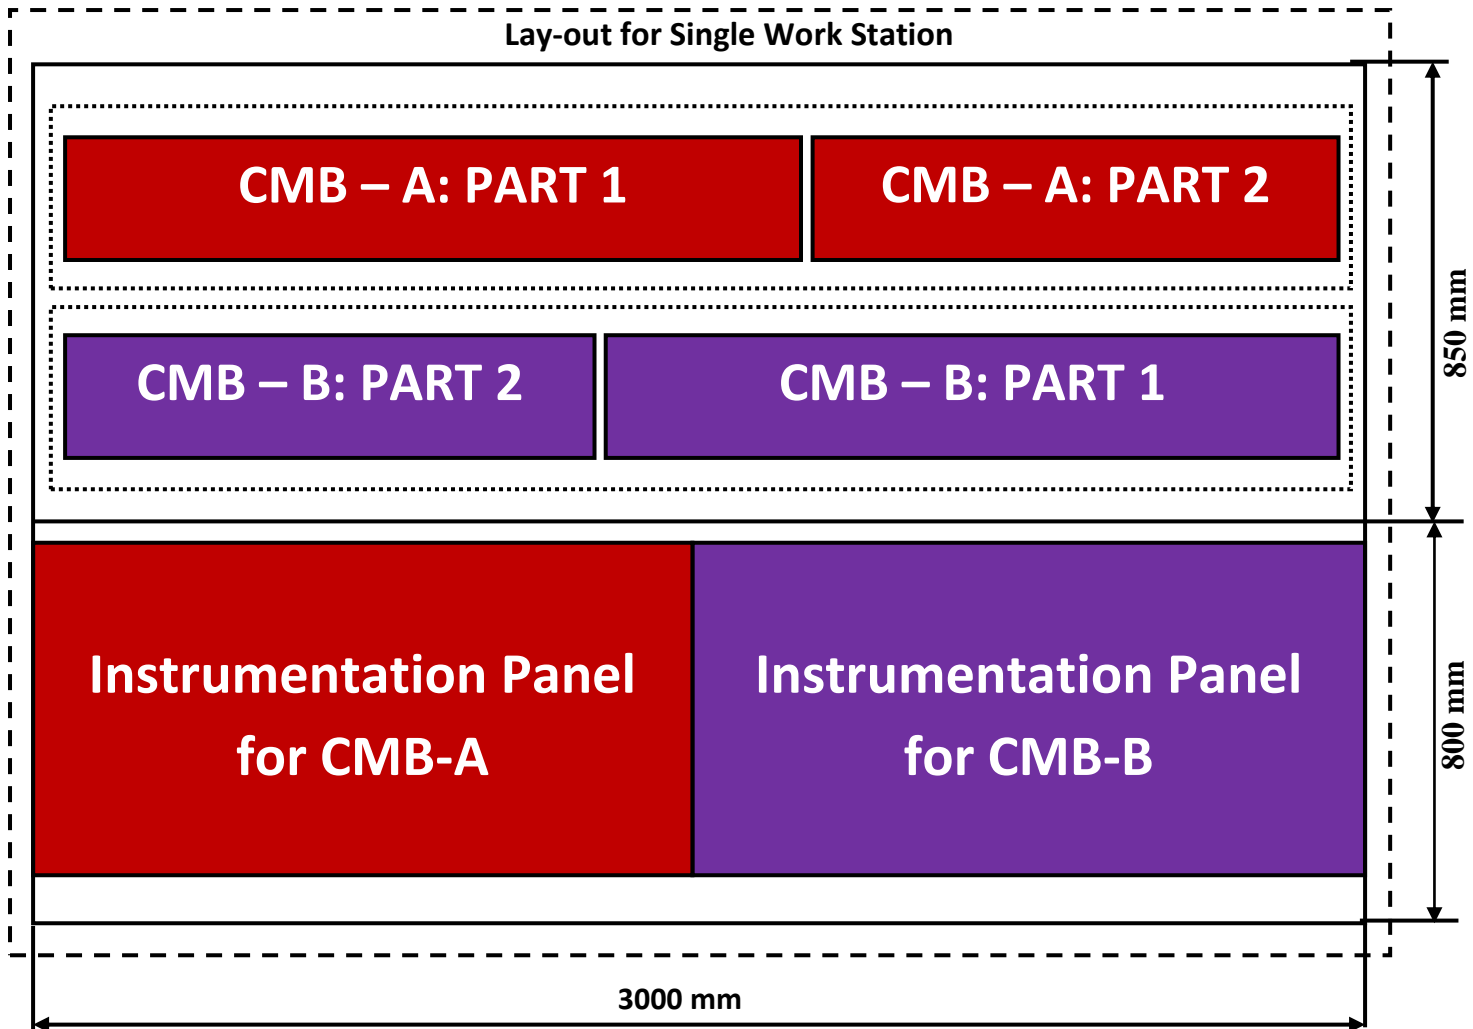 Lay-out for Single Work Station
CMB – A: PART 1
CMB – A: PART 2
850 mm
CMB – B: PART 2
CMB – B: PART 1
Instrumentation Panel
for CMB-A
Instrumentation Panel
for CMB-B
800 mm
3000 mm